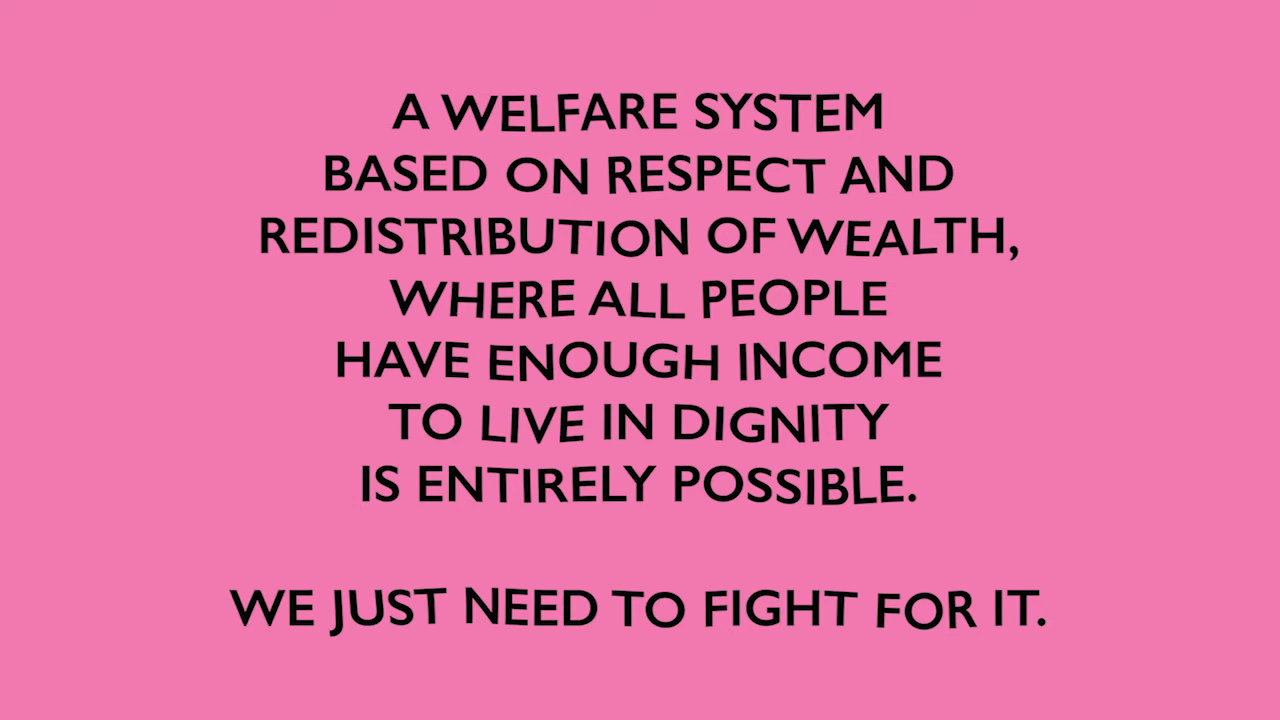 A WELFARE SYSTEM
BASED ON RESPECT AND
REDISTRIBUTION OF WEALTH,
WHERE ALL PEOPLE
HAVE ENOUGH INCOME
TO LIVE IN DIGNITY
IS ENTIRELY POSSIBLE.
WE JUST NEED TO FIGHT FOR IT.